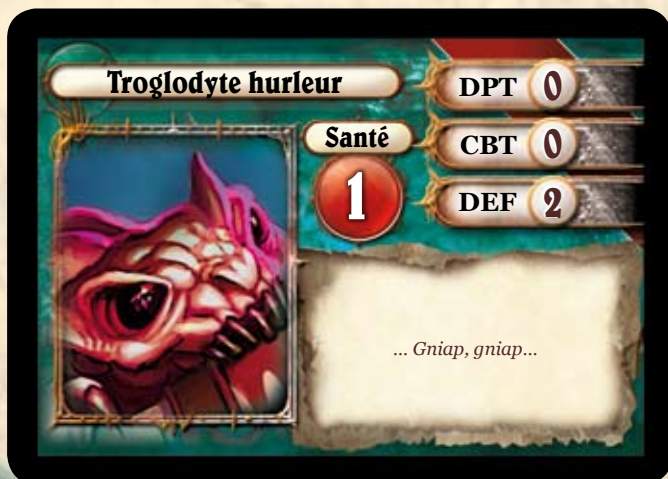 Troglodyte hurleur
DPT 0
Santé
CBT 0
1
DEF 2
... Gniap, gniap...